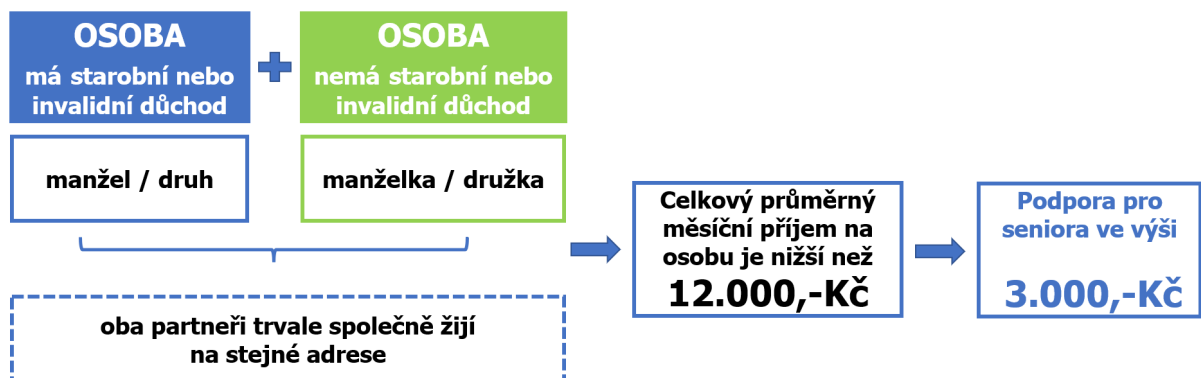 OSOBA
má starobní nebo
invalidní důchod
OSOBA
nemá starobní nebo
invalidní důchod
manžel / druh
manželka / družka
oba partneři trvale společně žijí
na stejné adrese
Celkový průměrný
měsíční příjem na
osobu je nižší než
12.000,-Kč
Podpora pro
seniora ve výši
3.000,-Kč